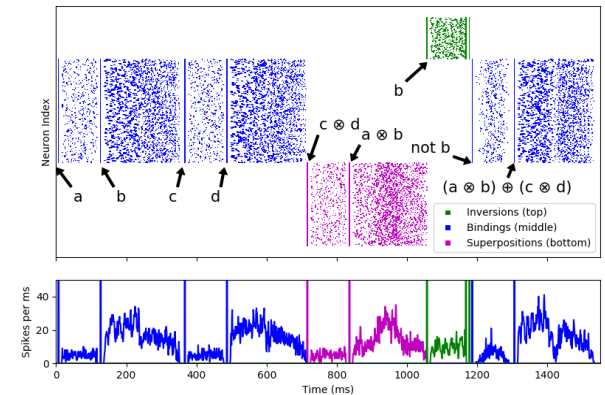 Neuron Index
a
b
c
d
c ⊗ d
a ⊗ b
b
not b
(a ⊗ b) ⊕ (c ⊗ d)
Inversions (top)
Bindings (middle)
Superpositions (bottom)
Spikes per ms
40
20
0
0
200
400
600
800
1000
1200
1400
Time (ms)